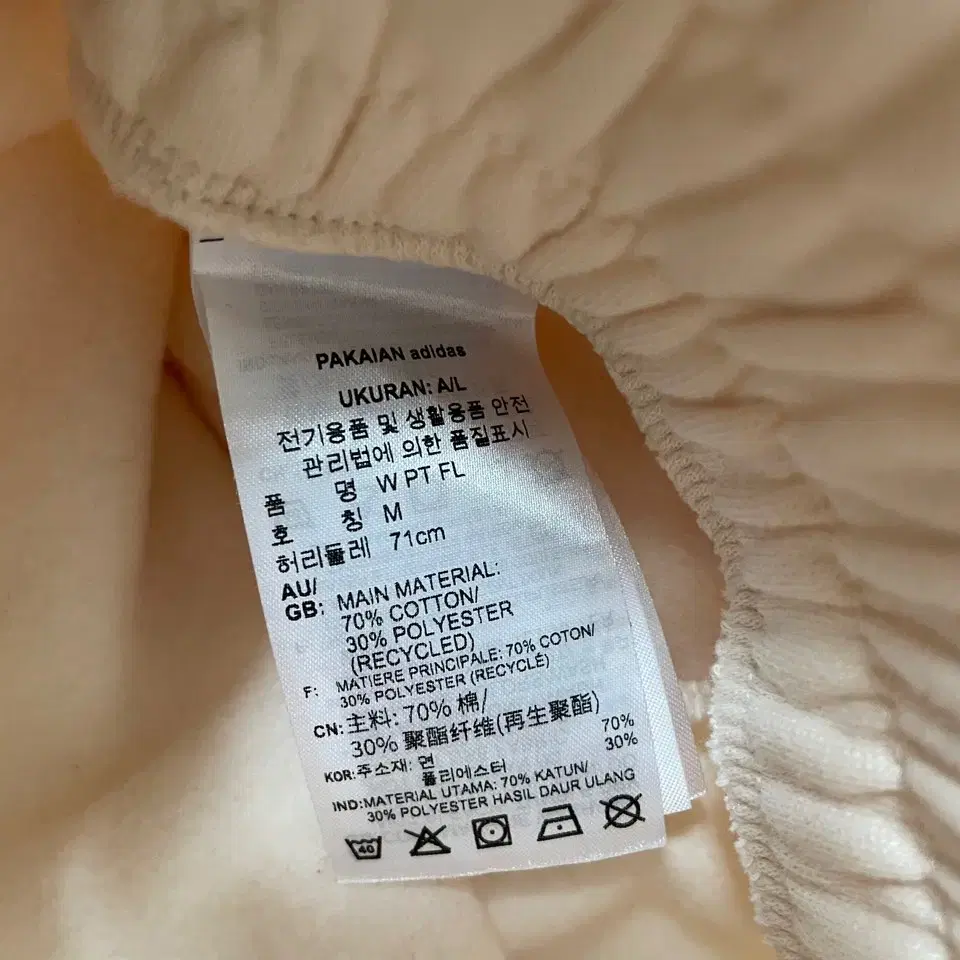 PAKAIAN adidas
UKURAN: A/L
전기용품 및 생활용품 안전
관리법에 의한 품질표시
품 명 W PT FL
호 칭 M
허리둘레 71cm
AU/
GB: MAIN MATERIAL:
70% COTTON/
30% POLYESTER
(RECYCLED)
F: MATIERE PRINCIPALE: 70% COTON/
30% POLYESTER (RECYCLÉ)
CN: 主料: 70% 棉/
30% 聚酯纤维(再生聚酯)
KOR: 주소재: 면 70%
폴리에스터 30%
IND: MATERIAL UTAMA: 70% KATUN/
30% POLYESTER HASIL DAUR ULANG
40